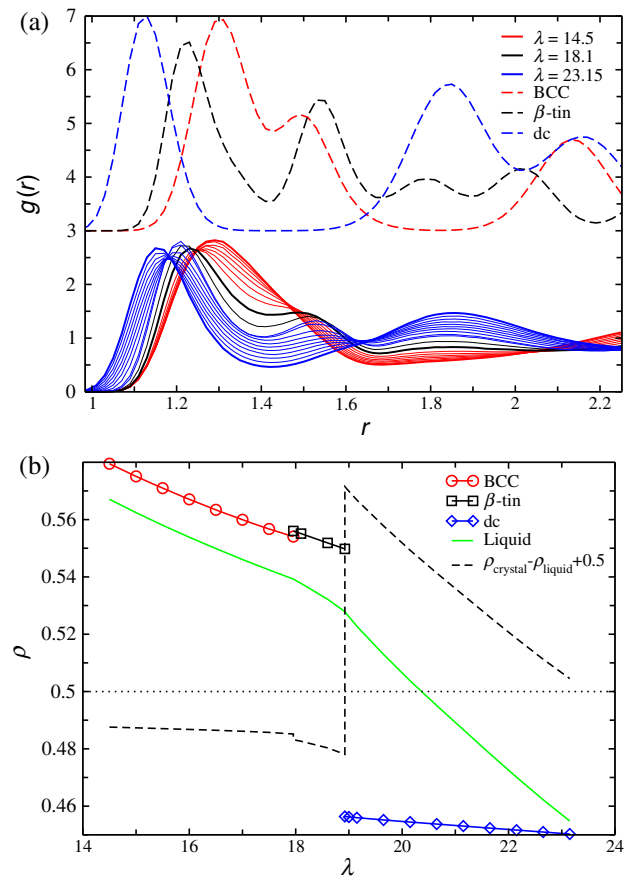 (a)
7
6
5
4
3
2
1
0
g(r)
λ = 14.5
λ = 18.1
λ = 23.15
BCC
β-tin
dc
1 1.2 1.4 1.6 1.8 2 2.2
r
(b)
0.56
0.54
0.52
0.5
0.48
0.46
ρ
BCC
β-tin
dc
Liquid
ρcrystal-ρliquid+0.5
14 16 18 20 22 24
λ